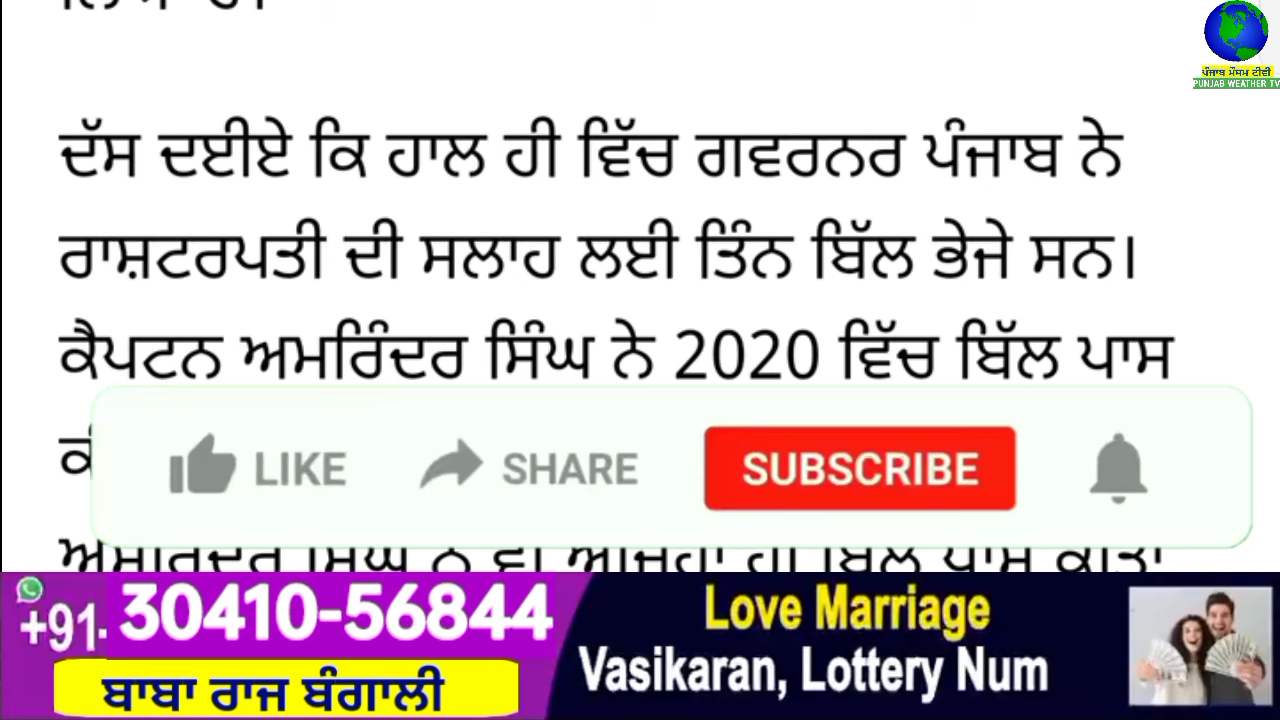 ਪੰਜਾਬ ਮੌਸਮ ਟੀਵੀ
PUNJAB WEATHER TV
ਦੱਸ ਦਈਏ ਕਿ ਹਾਲ ਹੀ ਵਿੱਚ ਗਵਰਨਰ ਪੰਜਾਬ ਨੇ
ਰਾਸ਼ਟਰਪਤੀ ਦੀ ਸਲਾਹ ਲਈ ਤਿੰਨ ਬਿੱਲ ਭੇਜੇ ਸਨ।
ਕੈਪਟਨ ਅਮਰਿੰਦਰ ਸਿੰਘ ਨੇ 2020 ਵਿੱਚ ਬਿੱਲ ਪਾਸ
LIKE SHARE SUBSCRIBE
+91- 30410-56844
ਬਾਬਾ ਰਾਜ ਬੰਗਾਲੀ
Love Marriage
Vasikaran, Lottery Num